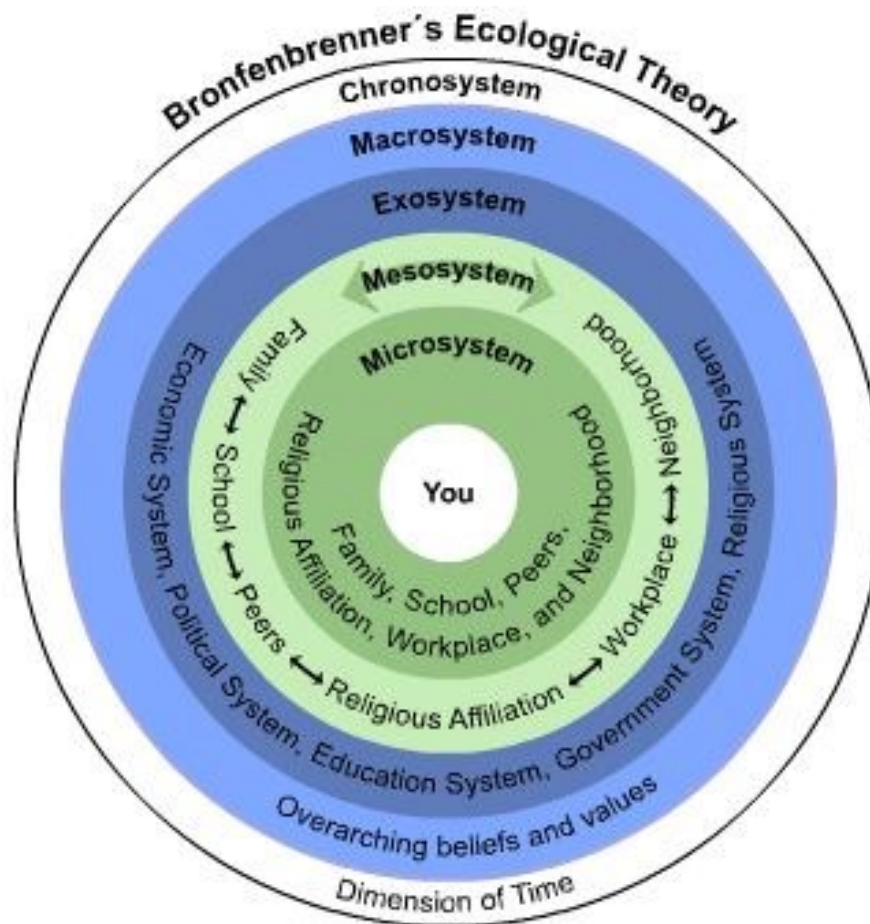 Bronfenbrenner´s Ecological Theory
Chronosystem
Macrosystem
Exosystem
Mesosystem
Microsystem
You
Family, School, Peers,
Religious Affiliation, Workplace, and Neighborhood
Family ↔ School ↔ Peers ↔ Religious Affiliation ↔ Workplace ↔ Neighborhood
Economic System, Political System, Education System, Government System, Religious System
Overarching beliefs and values
Dimension of Time